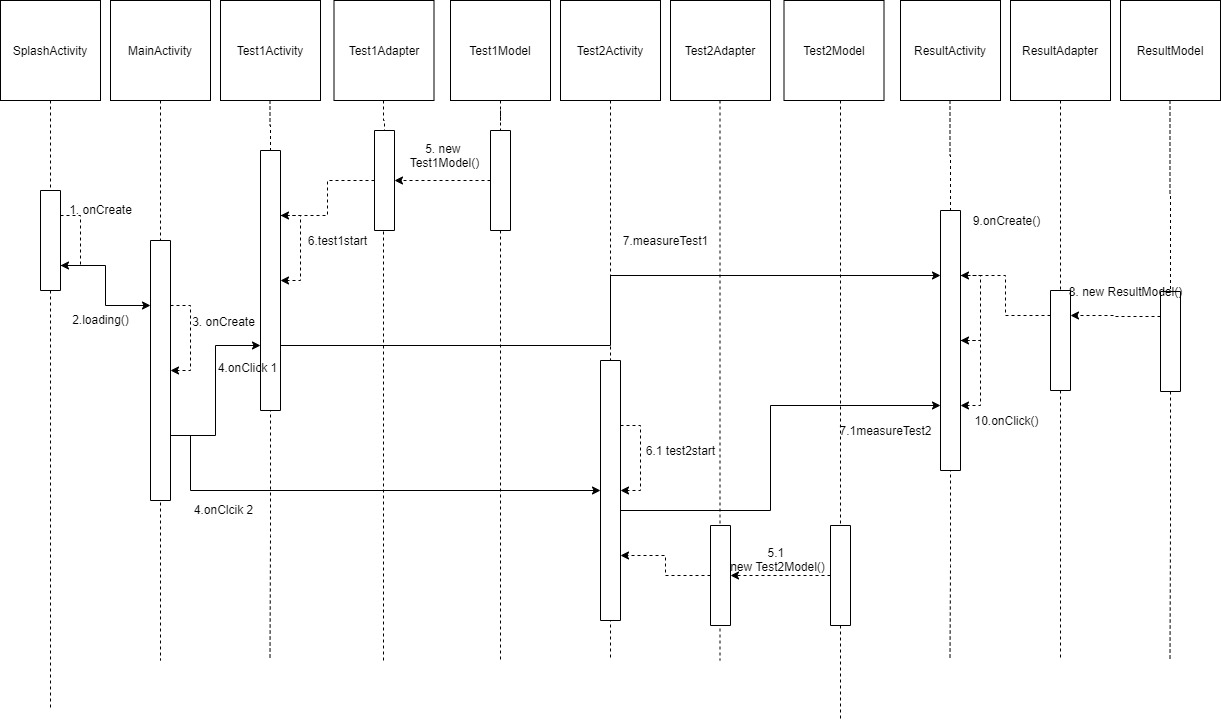 SplashActivity
MainActivity
Test1Activity
Test1Adapter
Test1Model
Test2Activity
Test2Adapter
Test2Model
ResultActivity
ResultAdapter
ResultModel
5. new
Test1Model()
1. onCreate
9.onCreate()
6.test1start
7.measureTest1
8. new ResultModel()
2.loading()
3. onCreate
4.onClick 1
10.onClick()
7.1measureTest2
6.1 test2start
4.onClcik 2
5.1
new Test2Model()